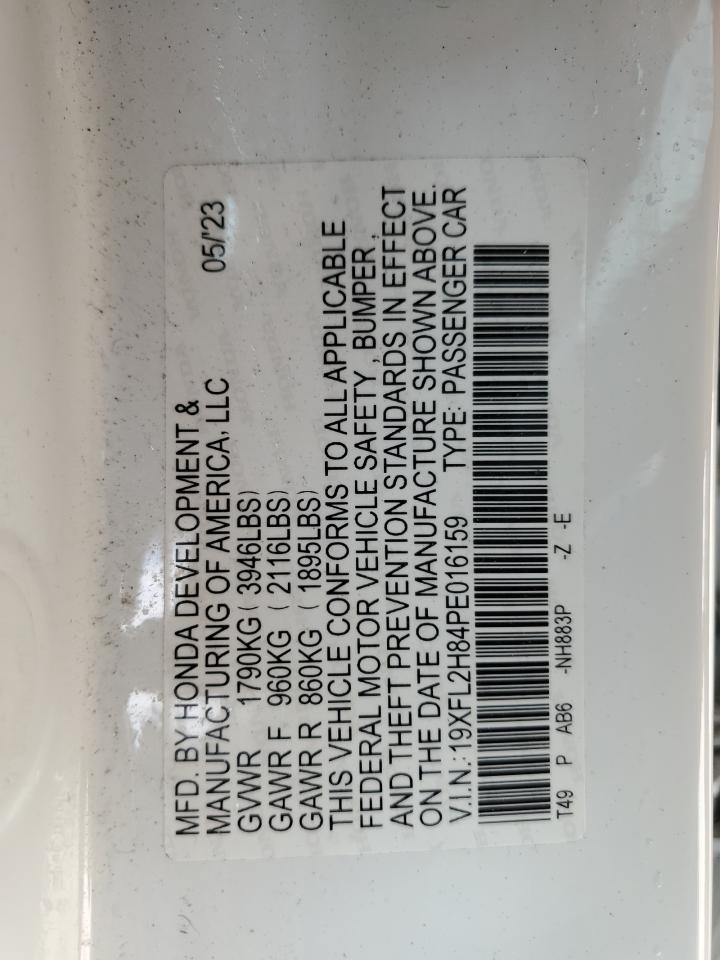 MFD. BY HONDA DEVELOPMENT &
MANUFACTURING OF AMERICA, LLC 05/'23
GVWR 1790KG ( 3946LBS)
GAWR F 960KG ( 2116LBS)
GAWR R 860KG ( 1895LBS)
THIS VEHICLE CONFORMS TO ALL APPLICABLE
FEDERAL MOTOR VEHICLE SAFETY , BUMPER ,
AND THEFT PREVENTION STANDARDS IN EFFECT
ON THE DATE OF MANUFACTURE SHOWN ABOVE.
V.I.N.:19XFL2H84PE016159 TYPE: PASSENGER CAR
T49 P AB6 -NH883P -Z -E